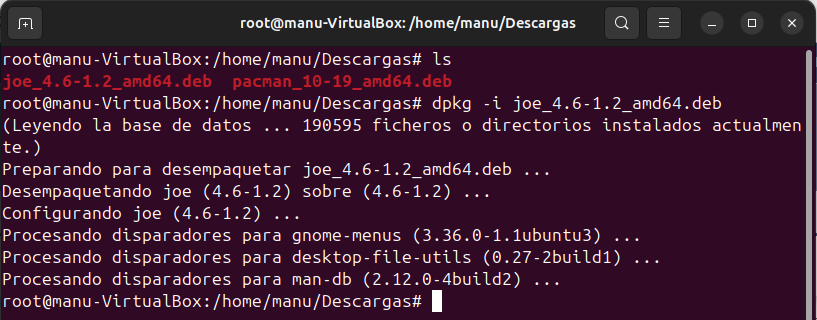 root@manu-VirtualBox: /home/manu/Descargas
root@manu-VirtualBox:/home/manu/Descargas# ls
joe_4.6-1.2_amd64.deb  pacman_10-19_amd64.deb
root@manu-VirtualBox:/home/manu/Descargas# dpkg -i joe_4.6-1.2_amd64.deb
(Leyendo la base de datos ... 190595 ficheros o directorios instalados actualmen
te.)
Preparando para desempaquetar joe_4.6-1.2_amd64.deb ...
Desempaquetando joe (4.6-1.2) sobre (4.6-1.2) ...
Configurando joe (4.6-1.2) ...
Procesando disparadores para gnome-menus (3.36.0-1.1ubuntu3) ...
Procesando disparadores para desktop-file-utils (0.27-2build1) ...
Procesando disparadores para man-db (2.12.0-4build2) ...
root@manu-VirtualBox:/home/manu/Descargas#